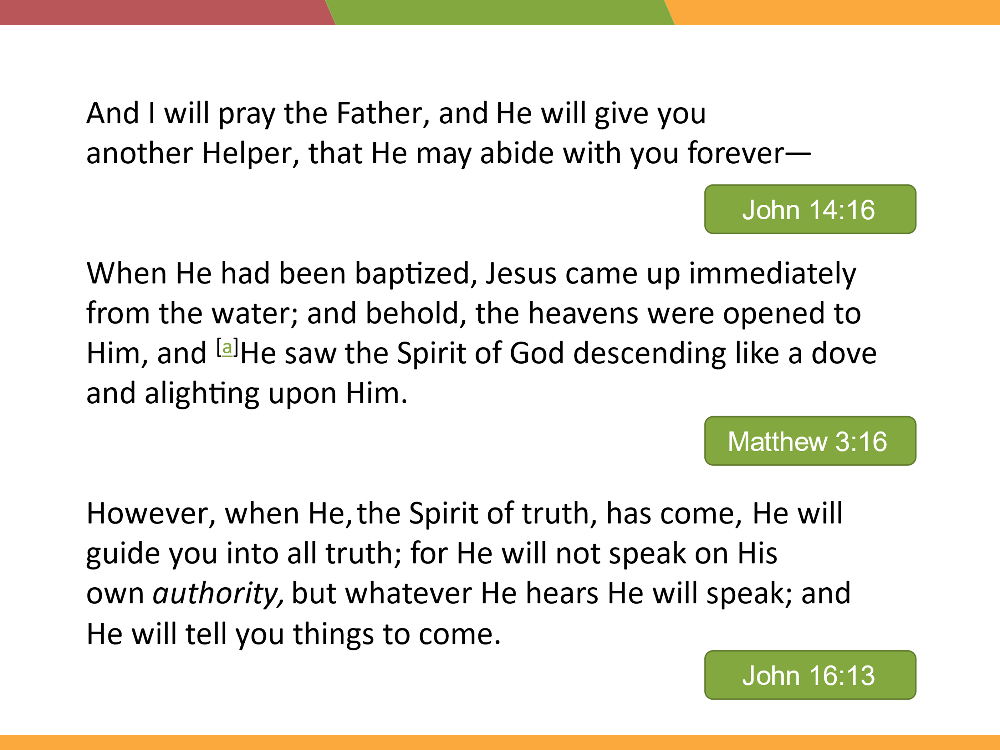 And I will pray the Father, and He will give you
another Helper, that He may abide with you forever—
John 14:16
When He had been baptized, Jesus came up immediately
from the water; and behold, the heavens were opened to
Him, and [a]He saw the Spirit of God descending like a dove
and alighting upon Him.
Matthew 3:16
However, when He, the Spirit of truth, has come, He will
guide you into all truth; for He will not speak on His
own authority, but whatever He hears He will speak; and
He will tell you things to come.
John 16:13